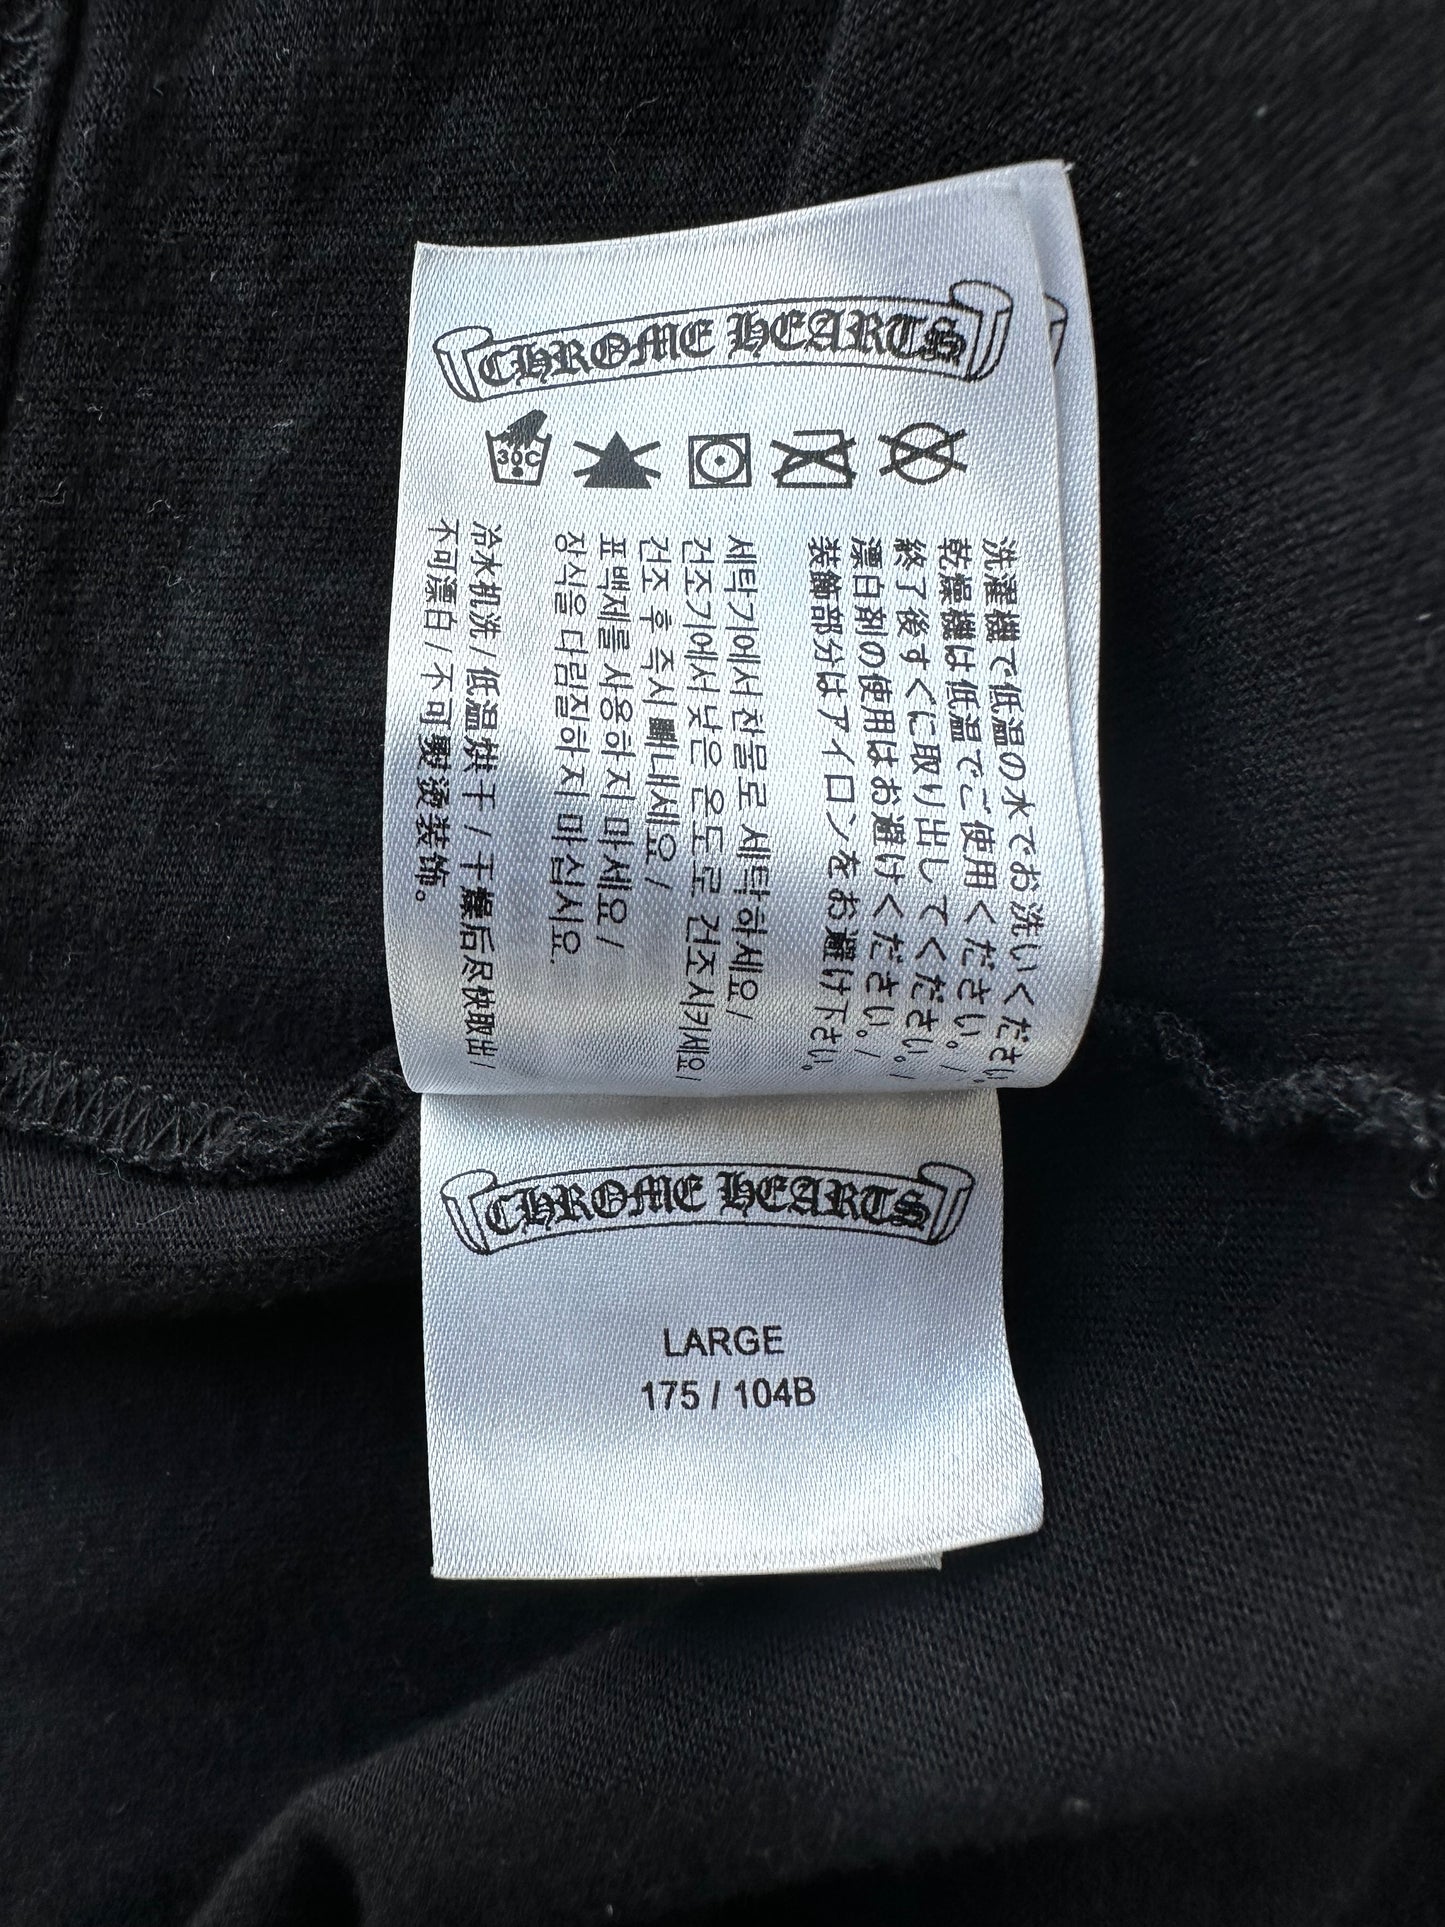 CHROME HEARTS
30C
洗濯機で低温の水でお洗いください。/
乾燥機は低温でご使用ください。/
終了後すぐに取り出してください。/
漂白剤の使用はお避けください。/
装飾部分はアイロンをお避け下さい。
세탁기에서 찬물로 세탁하세요 /
건조기에서 낮은 온도로 건조시키세요 /
건조 후 즉시 빼내세요 /
표백제를 사용하지 마세요 /
장식을 다림질하지 마십시요.
冷水机洗 / 低温烘干 / 干燥后尽快取出 /
不可漂白 / 不可熨烫装饰。
CHROME HEARTS
LARGE
175 / 104B